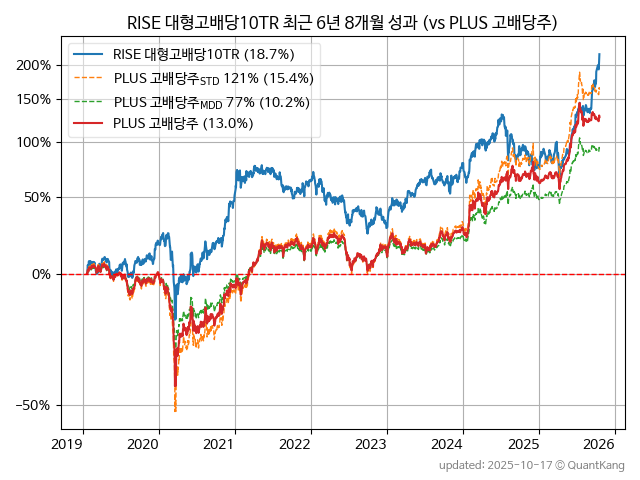 RISE 대형고배당10TR 최근 6년 8개월 성과 (vs PLUS 고배당주)
RISE 대형고배당10TR (18.7%)
PLUS 고배당주STD 121% (15.4%)
PLUS 고배당주MDD 77% (10.2%)
PLUS 고배당주 (13.0%)
200%
150%
100%
50%
0%
−50%
2019 2020 2021 2022 2023 2024 2025 2026
updated: 2025-10-17 © QuantKang